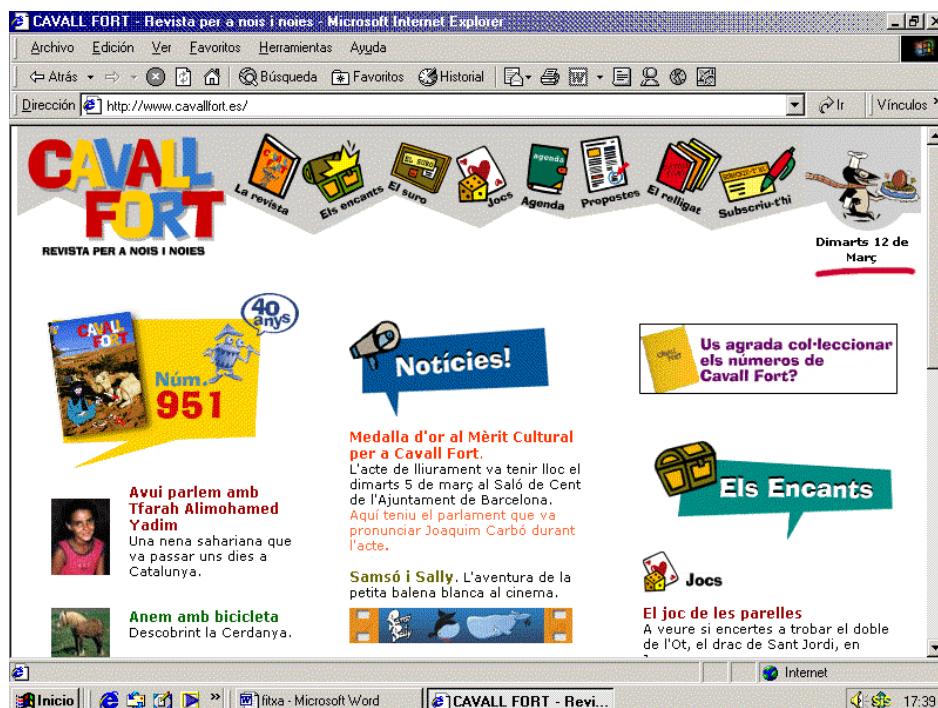 CAVALL FORT - Revista per a nois i noies - Microsoft Internet Explorer
Archivo Edición Ver Favoritos Herramientas Ayuda
Atrás Búsqueda Favoritos Historial
Dirección http://www.cavallfort.es/ Ir Vínculos
CAVALL
FORT
REVISTA PER A NOIS I NOIES
La revista
Els encants
EL SURO
El suro
Jocs
agenda
Agenda
Propostes
El relligat
Subscriu-t'hi
Dimarts 12 de
Març
40
anys
CAVALL
FORT
Núm.
951
Avui parlem amb
Tfarah Alimohamed
Yadim
Una nena sahariana que
va passar uns dies a
Catalunya.
Anem amb bicicleta
Descobrint la Cerdanya.
Notícies!
Medalla d'or al Mèrit Cultural
per a Cavall Fort.
L'acte de lliurament va tenir lloc el
dimarts 5 de març al Saló de Cent
de l'Ajuntament de Barcelona.
Aquí teniu el parlament que va
pronunciar Joaquim Carbó durant
l'acte.
Samsó i Sally. L'aventura de la
petita balena blanca al cinema.
Us agrada col·leccionar
els números de
Cavall Fort?
Els Encants
Jocs
El joc de les parelles
A veure si encertes a trobar el doble
de l'Ot, el drac de Sant Jordi, en
Internet
Inicio fitxa - Microsoft Word CAVALL FORT - Revi... 17:39